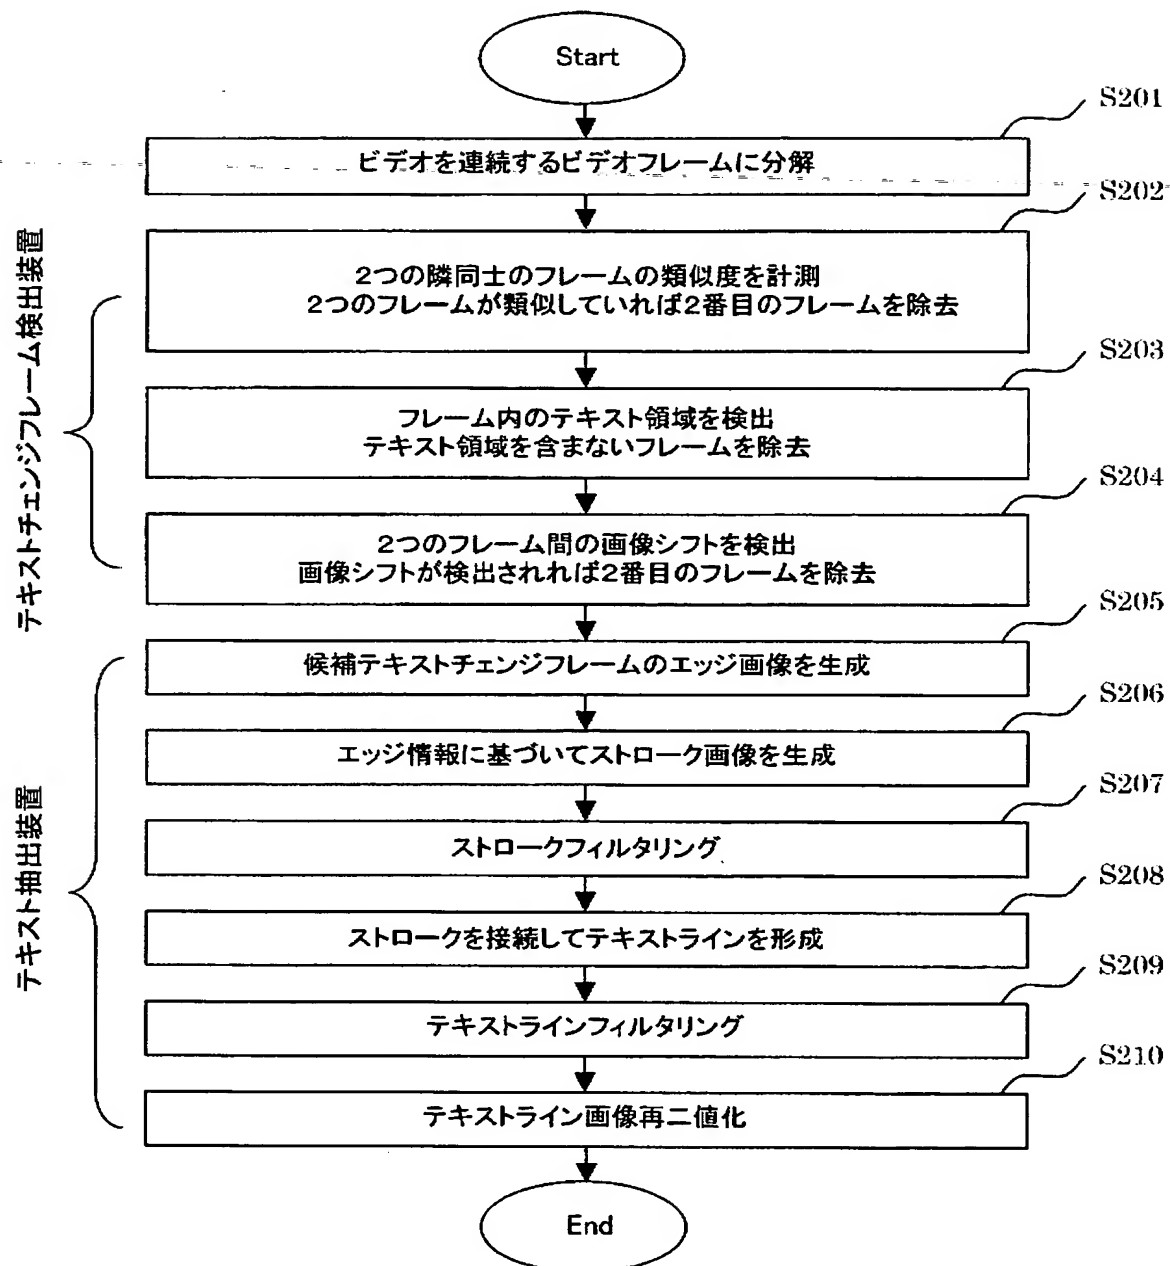 Start
S201
ビデオを連続するビデオフレームに分解
S202
2つの隣同士のフレームの類似度を計測
2つのフレームが類似していれば2番目のフレームを除去
S203
フレーム内のテキスト領域を検出
テキスト領域を含まないフレームを除去
S204
2つのフレーム間の画像シフトを検出
画像シフトが検出されれば2番目のフレームを除去
テキストチェンジフレーム検出装置
S205
候補テキストチェンジフレームのエッジ画像を生成
S206
エッジ情報に基づいてストローク画像を生成
S207
ストロークフィルタリング
S208
ストロークを接続してテキストラインを形成
S209
テキストラインフィルタリング
S210
テキストライン画像再二値化
テキスト抽出装置
End